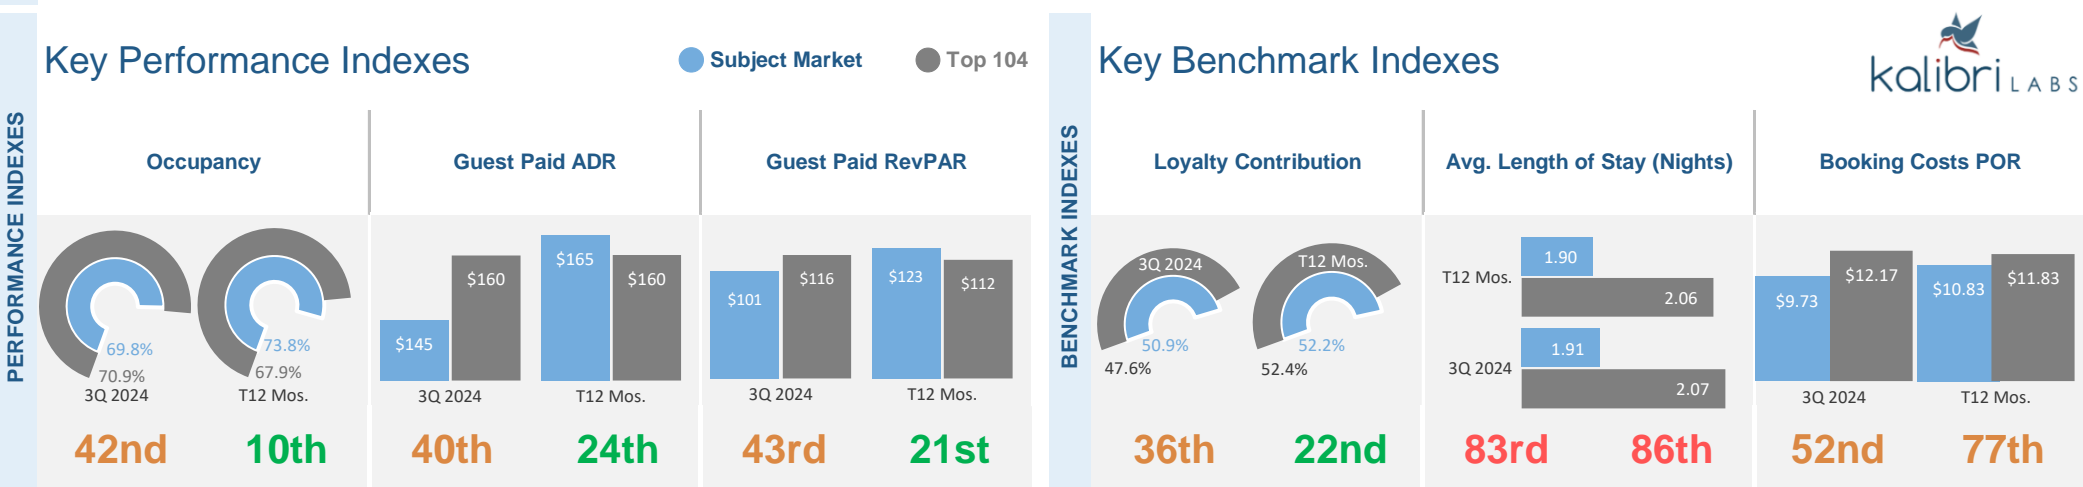 PERFORMANCE INDEXES
Key Performance Indexes
Subject Market
Top 104
Occupancy
69.8%
70.9%
3Q 2024
73.8%
67.9%
T12 Mos.
42nd
10th
Guest Paid ADR
$145
$160
3Q 2024
$165
$160
T12 Mos.
40th
24th
Guest Paid RevPAR
$101
$116
3Q 2024
$123
$112
T12 Mos.
43rd
21st
BENCHMARK INDEXES
Key Benchmark Indexes
kalibri LABS
Loyalty Contribution
3Q 2024
50.9%
47.6%
T12 Mos.
52.2%
52.4%
36th
22nd
Avg. Length of Stay (Nights)
T12 Mos.
1.90
2.06
3Q 2024
1.91
2.07
83rd
86th
Booking Costs POR
$9.73
$12.17
3Q 2024
$10.83
$11.83
T12 Mos.
52nd
77th